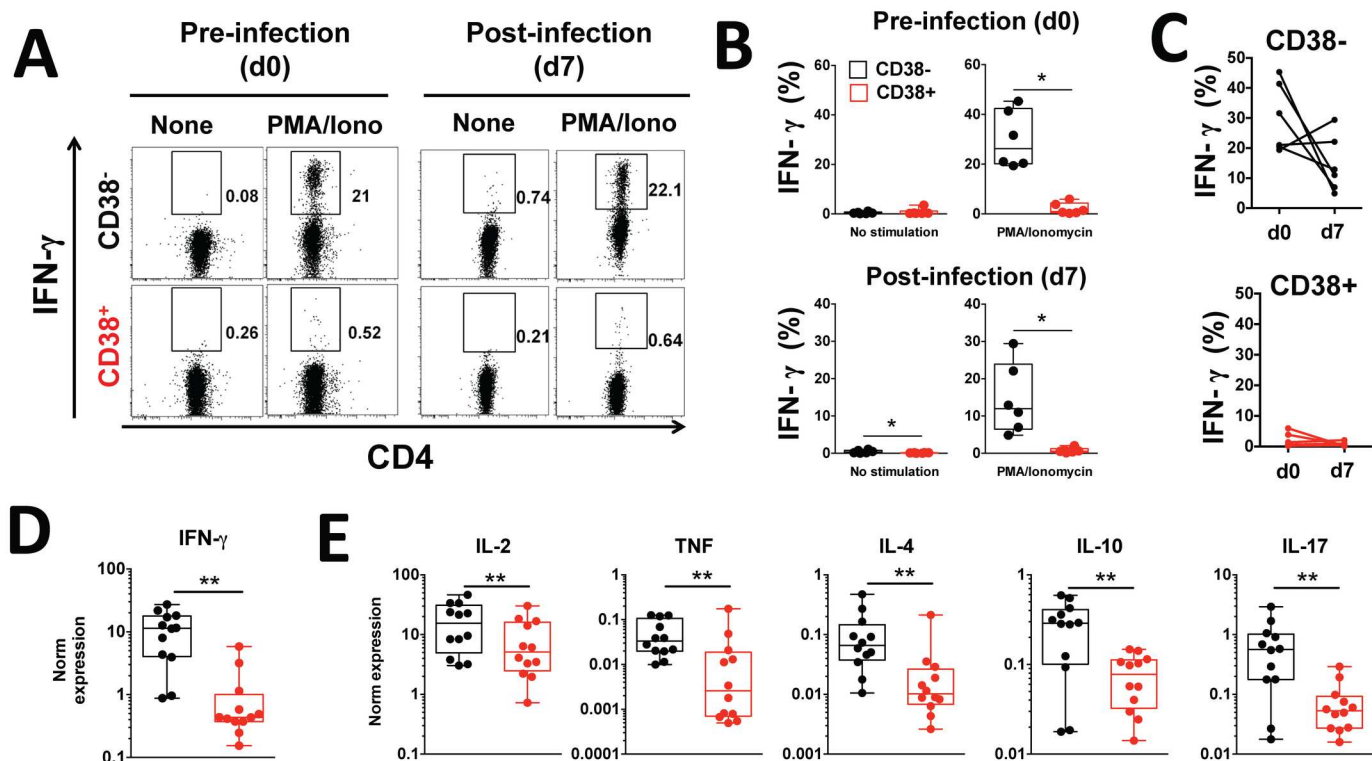 A
Pre-infection
(d0)
Post-infection
(d7)
None
PMA/Iono
None
PMA/Iono
IFN-γ
CD38-
0.08
21
0.74
22.1
CD38+
0.26
0.52
0.21
0.64
CD4
B
Pre-infection (d0)
IFN- γ (%)
60
40
20
0
CD38-
CD38+
No stimulation
60
40
20
0
*
PMA/Ionomycin
Post-infection (d7)
IFN- γ (%)
40
30
20
10
0
*
No stimulation
40
30
20
10
0
*
PMA/Ionomycin
C
CD38-
IFN- γ (%)
50
40
30
20
10
0
d0
d7
CD38+
IFN- γ (%)
50
40
30
20
10
0
d0
d7
D
IFN-γ
Norm
expression
100
10
1
0.1
**
E
Norm expression
IL-2
100
10
1
0.1
**
TNF
1
0.1
0.01
0.001
0.0001
**
IL-4
1
0.1
0.01
0.001
**
IL-10
1
0.1
0.01
**
IL-17
10
1
0.1
0.01
**